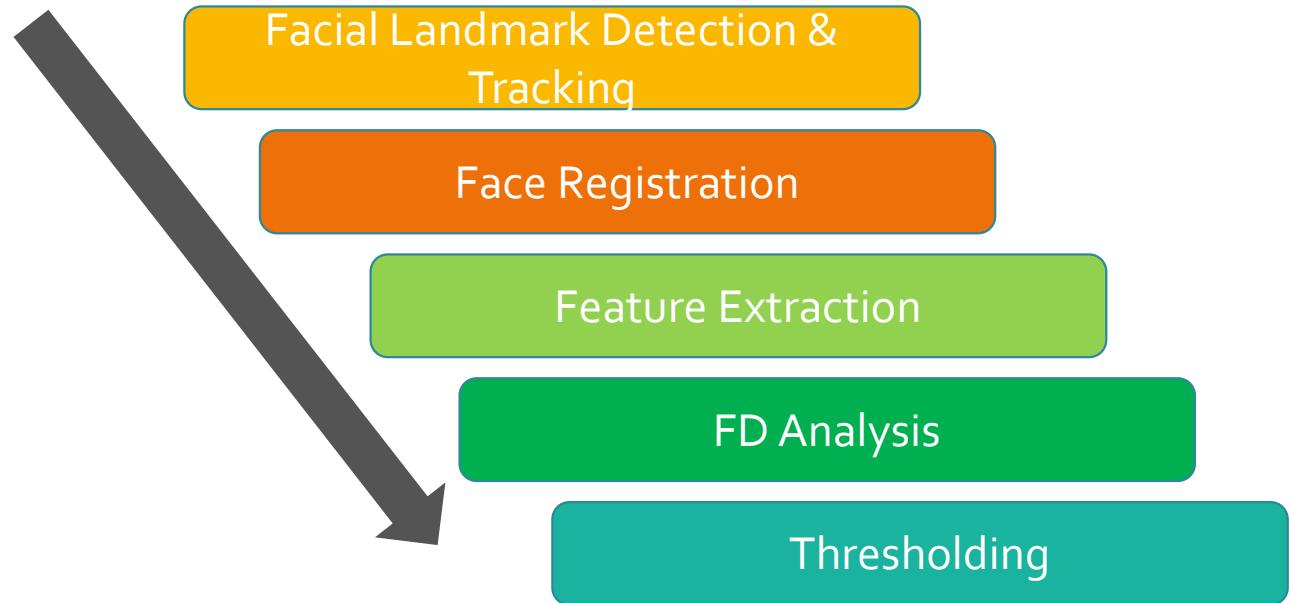 Facial Landmark Detection &
Tracking
Face Registration
Feature Extraction
FD Analysis
Thresholding